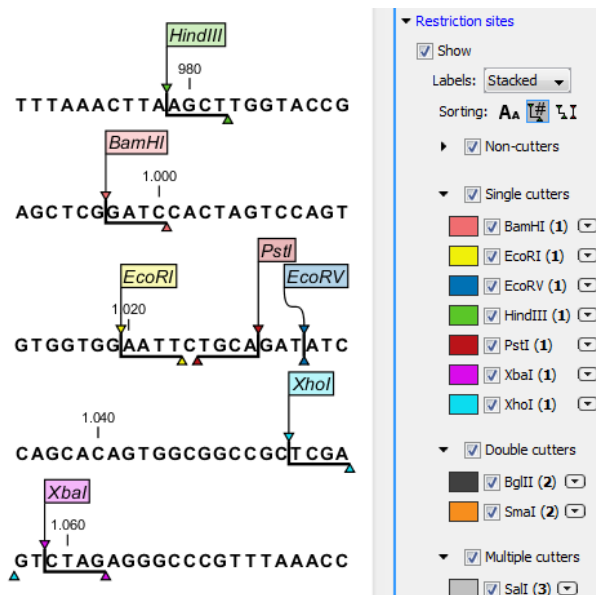 HindIII
980
TTTAAACTTAAGCTTGGTACCG
BamHI
1.000
AGCTCGGATCCACTAGTCCAGT
PstI
EcoRI
EcoRV
1.020
GTGGTGGAATTCTGCAGATATC
XhoI
1.040
CAGCACAGTGGCGGCCGCTCGA
XbaI
1.060
GTCTAGAGGGCCCGTTTAAACC
Restriction sites
Show
Labels: Stacked
Sorting: AA I# II
Non-cutters
Single cutters
BamHI (1)
EcoRI (1)
EcoRV (1)
HindIII (1)
PstI (1)
XbaI (1)
XhoI (1)
Double cutters
BglII (2)
SmaI (2)
Multiple cutters
SalI (3)